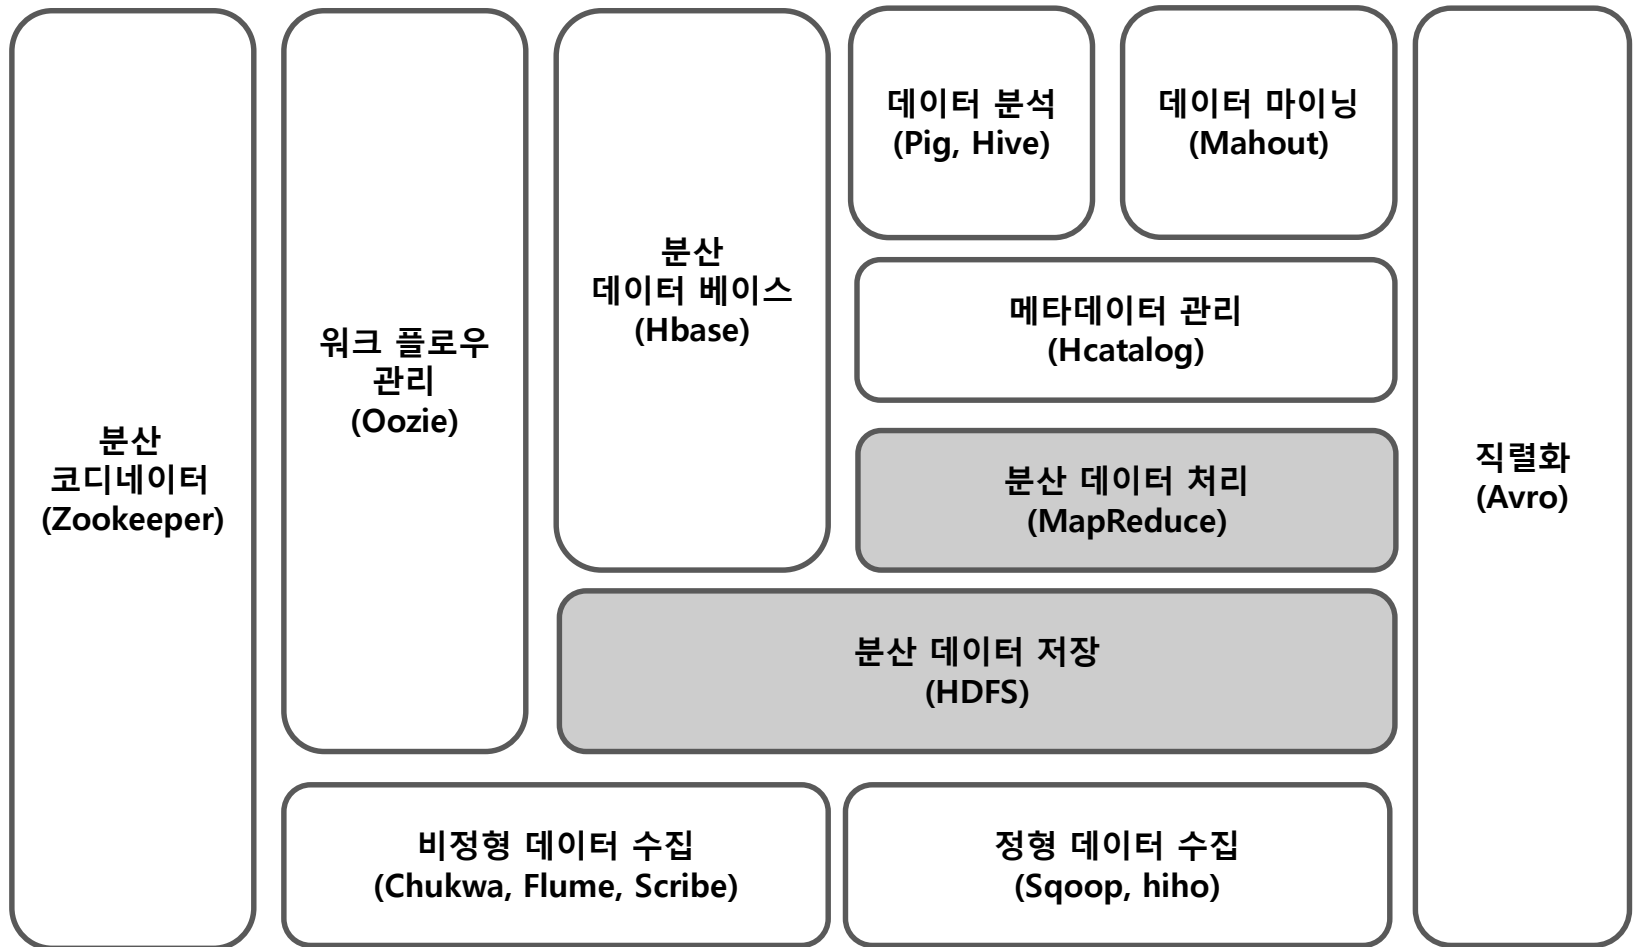 분산
코디네이터
(Zookeeper)
워크 플로우
관리
(Oozie)
분산
데이터 베이스
(Hbase)
데이터 분석
(Pig, Hive)
데이터 마이닝
(Mahout)
메타데이터 관리
(Hcatalog)
분산 데이터 처리
(MapReduce)
분산 데이터 저장
(HDFS)
비정형 데이터 수집
(Chukwa, Flume, Scribe)
정형 데이터 수집
(Sqoop, hiho)
직렬화
(Avro)